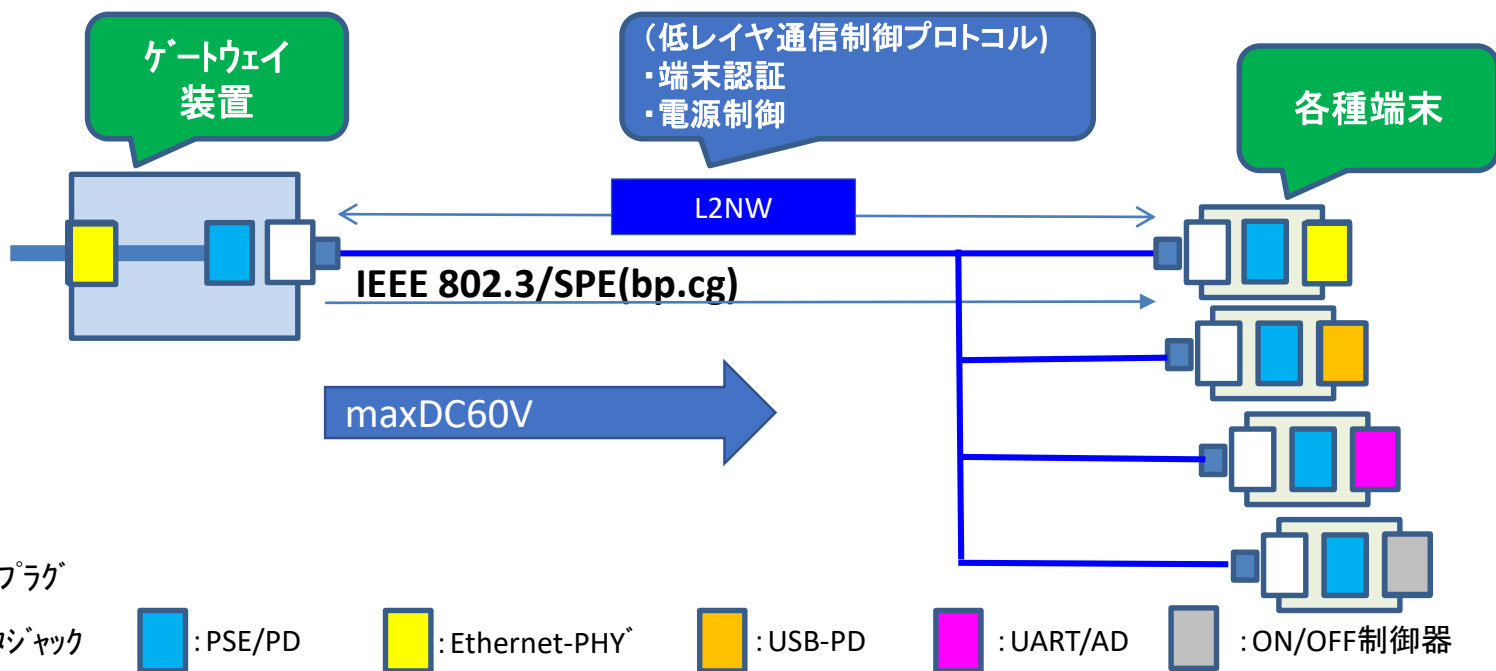 ゲートウェイ
装置
（低レイヤ通信制御プロトコル)
・端末認証
・電源制御
各種端末
L2NW
IEEE 802.3/SPE(bp.cg)
maxDC60V
プラグ
ジャック
:PSE/PD
:Ethernet-PHY゙
:USB-PD
:UART/AD
:ON/OFF制御器